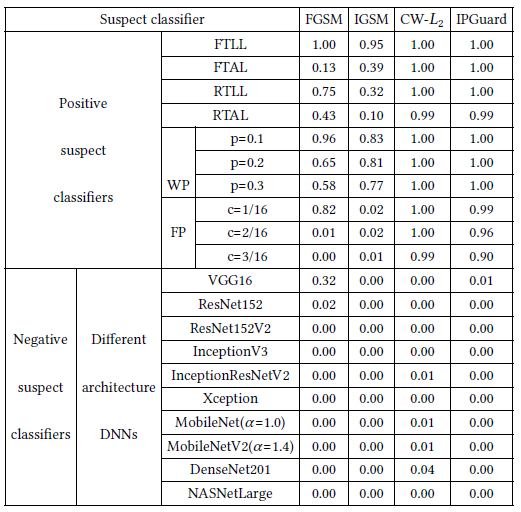 Suspect classifier FGSM IGSM CW-L₂ IPGuard
Positive suspect classifiers
FTLL 1.00 0.95 1.00 1.00
FTAL 0.13 0.39 1.00 1.00
RTLL 0.75 0.32 1.00 1.00
RTAL 0.43 0.10 0.99 0.99
WP
p=0.1 0.96 0.83 1.00 1.00
p=0.2 0.65 0.81 1.00 1.00
p=0.3 0.58 0.77 1.00 1.00
FP
c=1/16 0.82 0.02 1.00 0.99
c=2/16 0.01 0.02 1.00 0.96
c=3/16 0.00 0.01 0.99 0.90
Negative suspect classifiers
Different architecture DNNs
VGG16 0.32 0.00 0.00 0.01
ResNet152 0.02 0.00 0.00 0.00
ResNet152V2 0.00 0.00 0.00 0.00
InceptionV3 0.00 0.00 0.00 0.00
InceptionResNetV2 0.00 0.00 0.01 0.00
Xception 0.00 0.00 0.00 0.00
MobileNet(α=1.0) 0.00 0.00 0.01 0.00
MobileNetV2(α=1.4) 0.00 0.00 0.01 0.00
DenseNet201 0.00 0.00 0.04 0.00
NASNetLarge 0.00 0.00 0.00 0.00